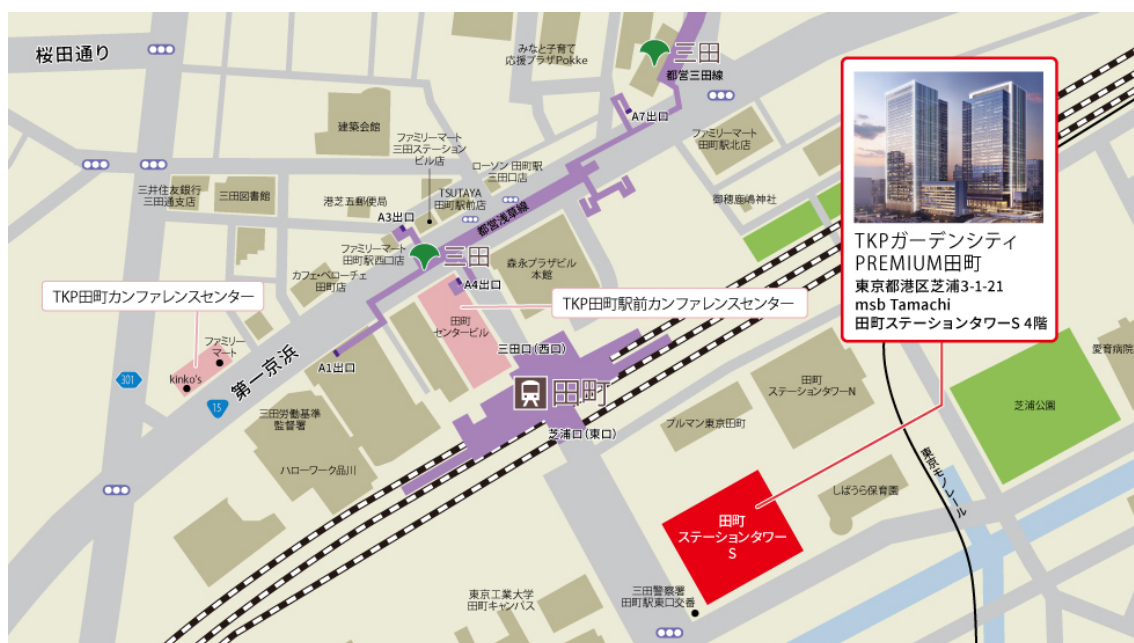 桜田通り
みなと子育て
応援プラザPokke
三田
都営三田線
A7出口
建築会館
ファミリーマート
三田ステーション
ビル店
ローソン 田町駅
三田口店
ファミリーマート
田町駅北店
三井住友銀行
三田通支店
三田図書館
港芝五郵便局
TSUTAYA
田町駅前店
御穂鹿嶋神社
A3出口
都営浅草線
ファミリーマート
田町駅西口店
三田
カフェ・ベローチェ
田町店
A4出口
森永プラザビル
本館
TKP田町カンファレンスセンター
TKP田町駅前カンファレンスセンター
田町
センタービル
ファミリー
マート
kinko's
301
15
第一京浜
A1出口
三田口(西口)
田町
芝浦口(東口)
三田労働基準
監督署
ハローワーク品川
田町
ステーションタワーN
プルマン東京田町
しばうら保育園
田町
ステーションタワー
S
東京工業大学
田町キャンパス
三田警察署
田町駅東口交番
TKPガーデンシティ
PREMIUM田町
東京都港区芝浦3-1-21
msb Tamachi
田町ステーションタワーS 4階
愛育病院
芝浦公園
東京モノレール